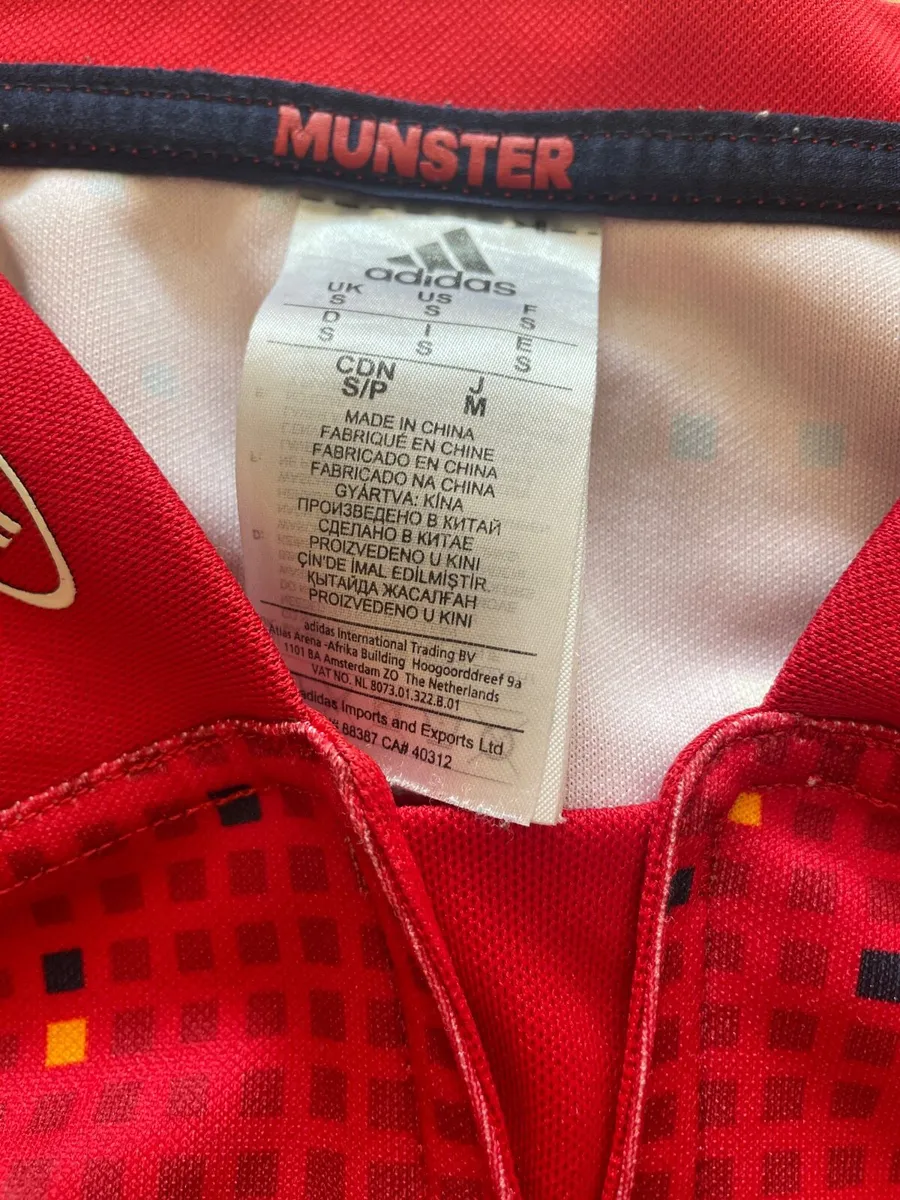 MUNSTER
adidas
UK US F
S S S
D I E
S S S
CDN J
S/P M
MADE IN CHINA
FABRIQUÉ EN CHINE
FABRICADO EN CHINA
FABRICADO NA CHINA
GYÁRTVA: KÍNA
ПРОИЗВЕДЕНО В КИТАЙ
СДЕЛАНО В КИТАЕ
PROIZVEDENO U KINI
ÇİN'DE İMAL EDİLMİŞTİR
ҚЫТАЙДА ЖАСАЛҒАН
PROIZVEDENO U KINI
adidas International Trading BV
Atlas Arena -Afrika Building Hoogoorddreef 9a
1101 BA Amsterdam ZO The Netherlands
VAT NO. NL 8073.01.322.B.01
adidas Imports and Exports Ltd
88387 CA# 40312